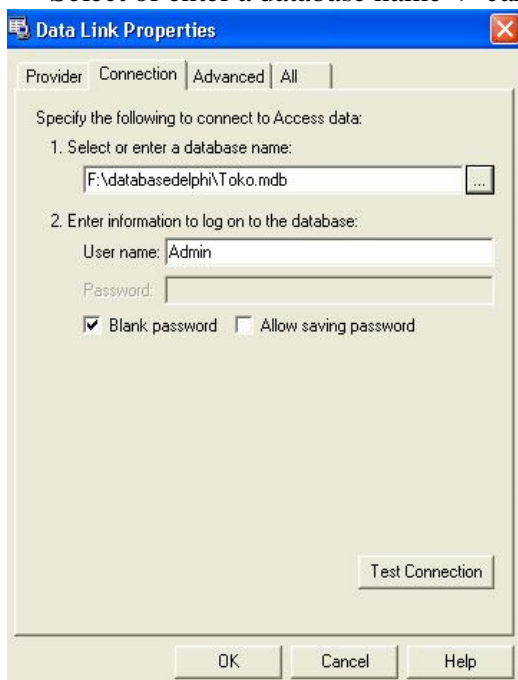 Data Link Properties
Provider Connection Advanced All
Specify the following to connect to Access data:
1. Select or enter a database name:
F:\databasedelphi\Toko.mdb ...
2. Enter information to log on to the database:
User name: Admin
Password:
Blank password Allow saving password
Test Connection
OK Cancel Help